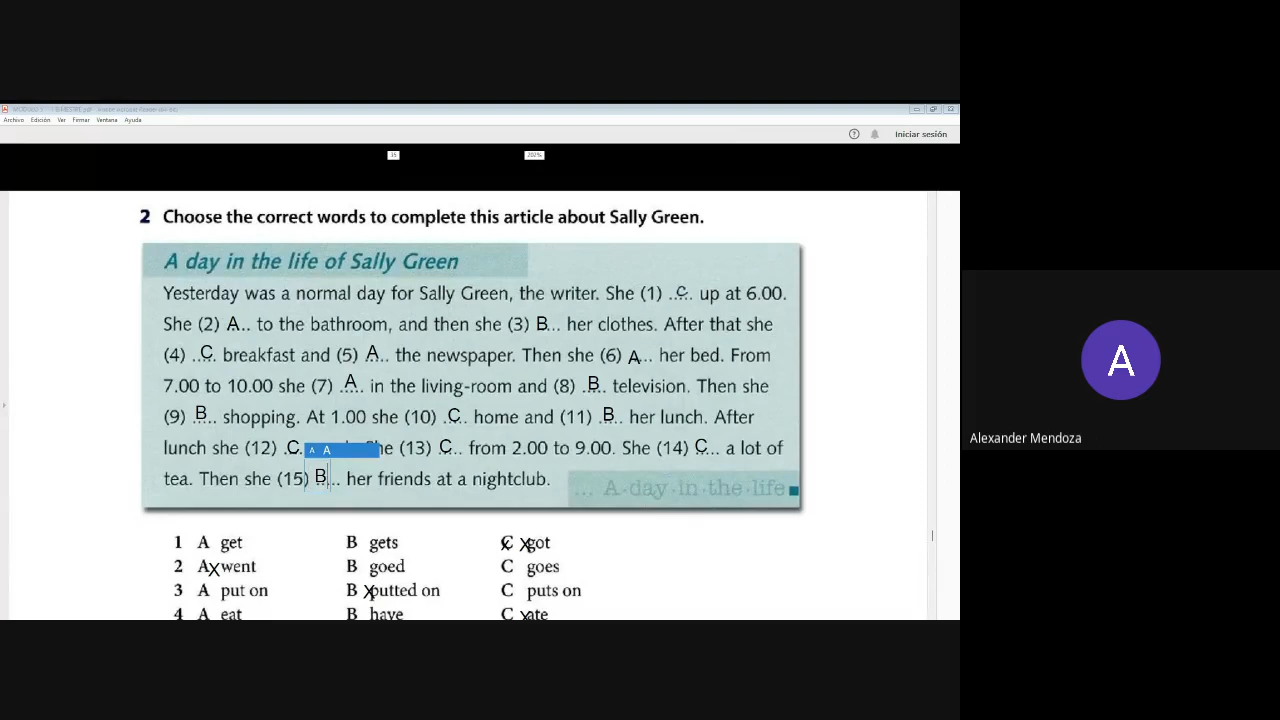 Archivo Edición Ver Firmar Ventana Ayuda
Iniciar sesión
35 202%
2 Choose the correct words to complete this article about Sally Green.
A day in the life of Sally Green
Yesterday was a normal day for Sally Green, the writer. She (1) ..C.. up at 6.00.
She (2) A.. to the bathroom, and then she (3) B... her clothes. After that she
(4) ...C. breakfast and (5) A.. the newspaper. Then she (6) A... her bed. From
7.00 to 10.00 she (7) ..A.. in the living-room and (8) ..B.. television. Then she
(9) ..B.. shopping. At 1.00 she (10) .C.. home and (11) .B.. her lunch. After
lunch she (12) .C. A A he (13) C... from 2.00 to 9.00. She (14) C... a lot of
tea. Then she (15) B... her friends at a nightclub.
... A·day·in·the·life
1 A get B gets C X got
2 A X went B goed C goes
3 A put on B X putted on C puts on
4 A eat B have C X ate
A
Alexander Mendoza